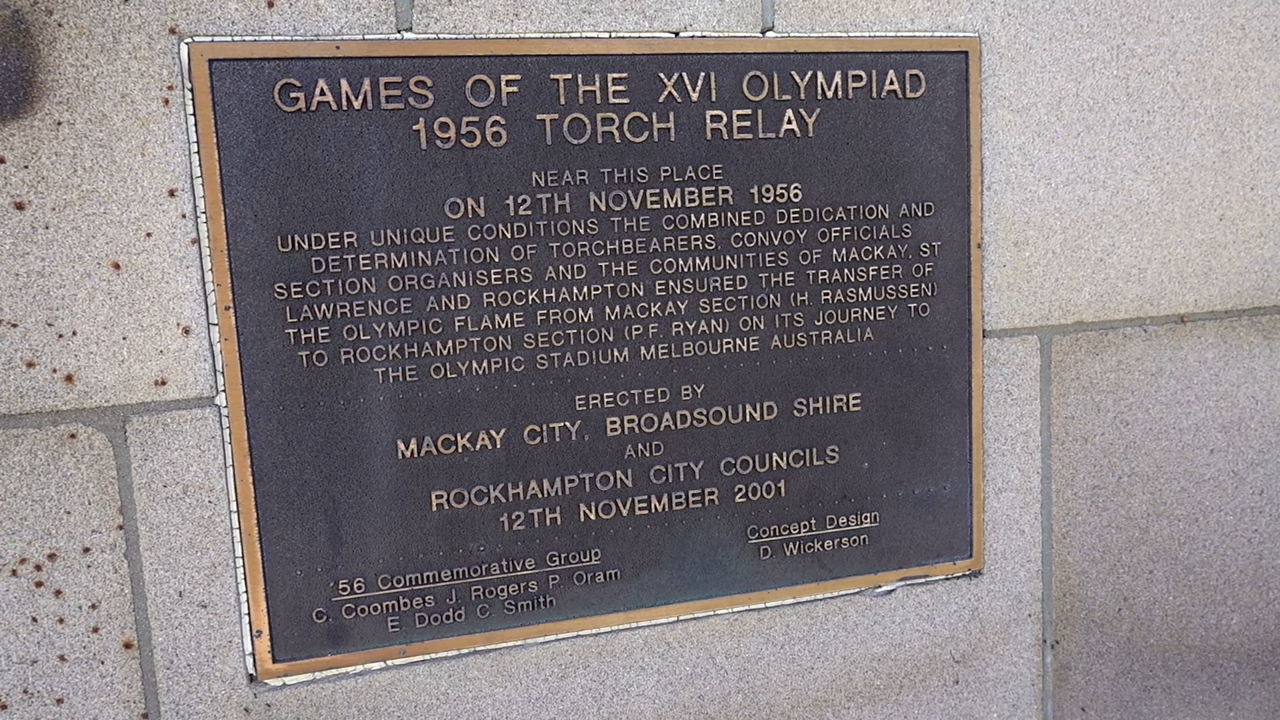 GAMES OF THE XVI OLYMPIAD
1956 TORCH RELAY
NEAR THIS PLACE
ON 12TH NOVEMBER 1956
UNDER UNIQUE CONDITIONS THE COMBINED DEDICATION AND
DETERMINATION OF TORCHBEARERS, CONVOY OFFICIALS
SECTION ORGANISERS AND THE COMMUNITIES OF MACKAY, ST
LAWRENCE AND ROCKHAMPTON ENSURED THE TRANSFER OF
THE OLYMPIC FLAME FROM MACKAY SECTION (H. RASMUSSEN)
TO ROCKHAMPTON SECTION (P.F. RYAN) ON ITS JOURNEY TO
THE OLYMPIC STADIUM MELBOURNE AUSTRALIA
ERECTED BY
MACKAY CITY, BROADSOUND SHIRE
AND
ROCKHAMPTON CITY COUNCILS
12TH NOVEMBER 2001
'56 Commemorative Group
C. Coombes J. Rogers P. Oram
E. Dodd C. Smith
Concept Design
D. Wickerson